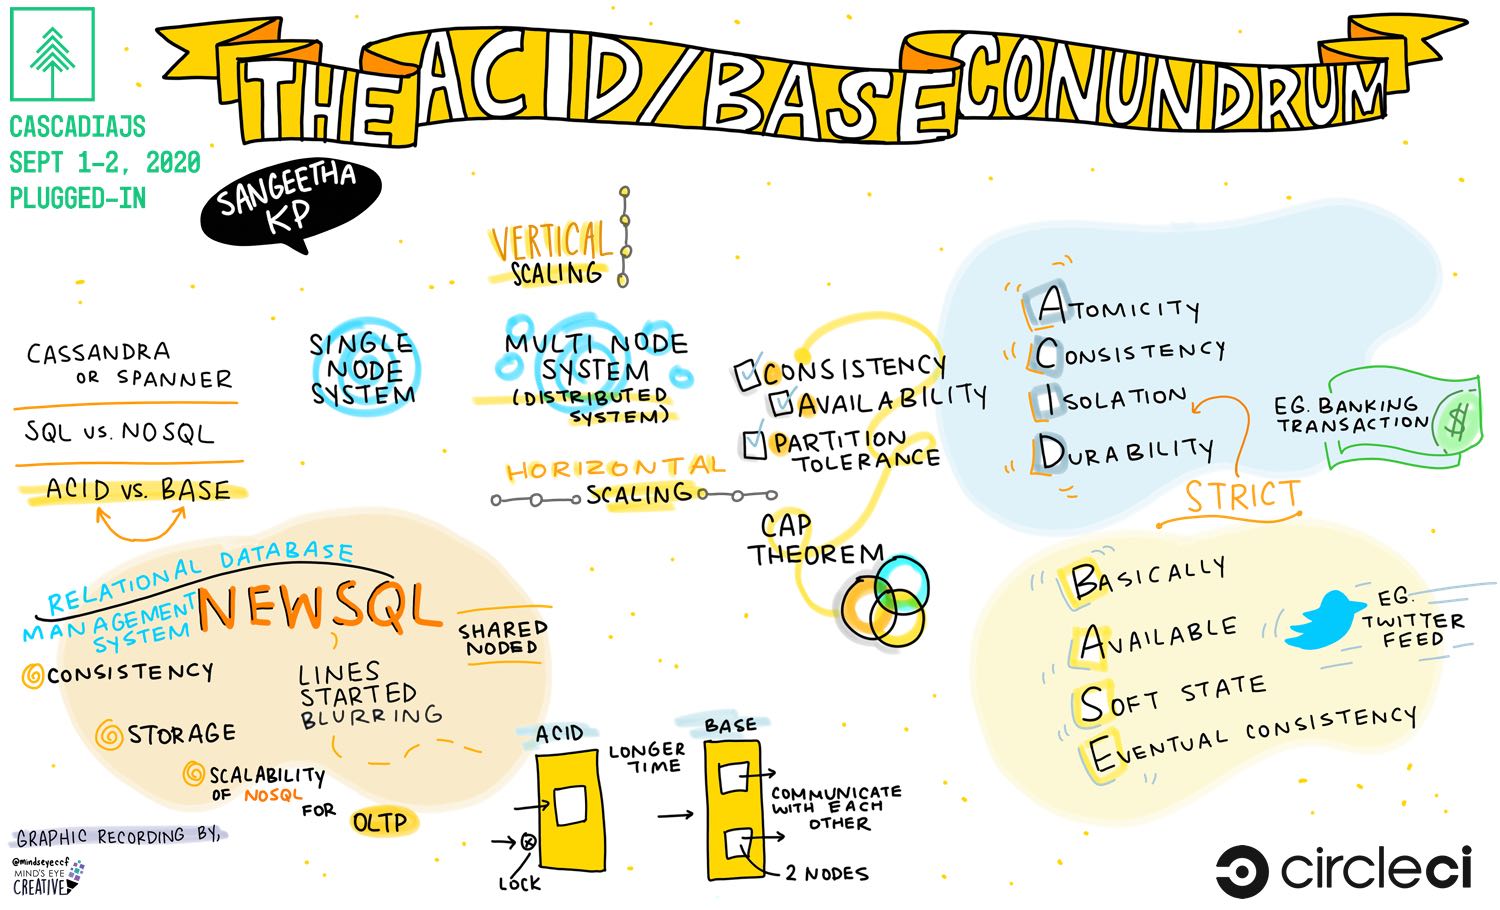 THE ACID/BASE CONUNDRUM
CASCADIAJS
SEPT 1-2, 2020
PLUGGED-IN
SANGEETHA
KP
VERTICAL
SCALING
CASSANDRA
OR SPANNER
SQL VS. NOSQL
ACID VS. BASE
SINGLE
NODE
SYSTEM
MULTI NODE
SYSTEM
(DISTRIBUTED
SYSTEM)
HORIZONTAL
SCALING
CONSISTENCY
AVAILABILITY
PARTITION
TOLERANCE
CAP
THEOREM
ATOMICITY
CONSISTENCY
ISOLATION
DURABILITY
STRICT
EG. BANKING
TRANSACTION
$
BASICALLY
AVAILABLE
SOFT STATE
EVENTUAL CONSISTENCY
EG.
TWITTER
FEED
RELATIONAL DATABASE
MANAGEMENT
SYSTEM
NEWSQL
SHARED
NODED
CONSISTENCY
STORAGE
SCALABILITY
OF NOSQL
FOR
OLTP
LINES
STARTED
BLURRING
ACID
LOCK
LONGER
TIME
BASE
COMMUNICATE
WITH EACH
OTHER
2 NODES
GRAPHIC RECORDING BY,
@mindseyeccf
MIND'S EYE
CREATIVE
circleci